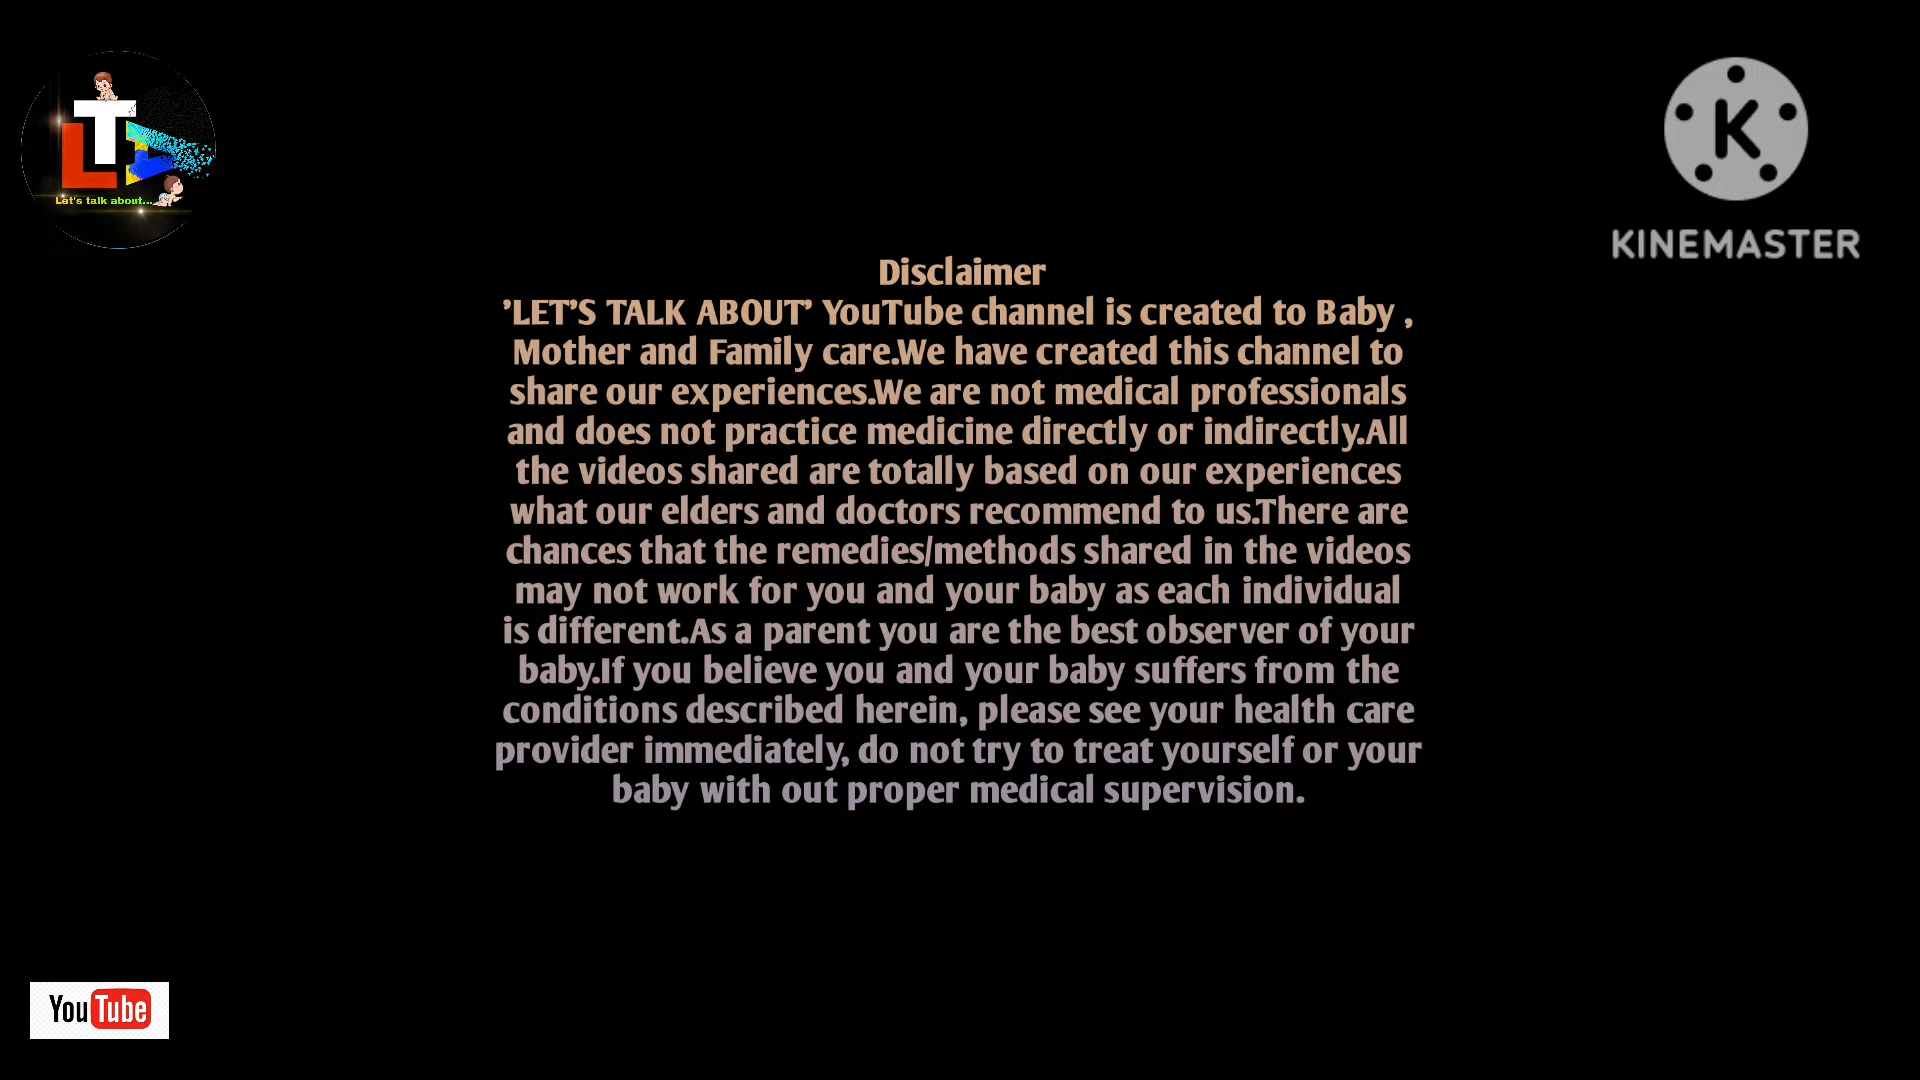 LT
Let's talk about...
K
KINEMASTER
Disclaimer
'LET'S TALK ABOUT' YouTube channel is created to Baby ,
Mother and Family care.We have created this channel to
share our experiences.We are not medical professionals
and does not practice medicine directly or indirectly.All
the videos shared are totally based on our experiences
what our elders and doctors recommend to us.There are
chances that the remedies/methods shared in the videos
may not work for you and your baby as each individual
is different.As a parent you are the best observer of your
baby.If you believe you and your baby suffers from the
conditions described herein, please see your health care
provider immediately, do not try to treat yourself or your
baby with out proper medical supervision.
YouTube